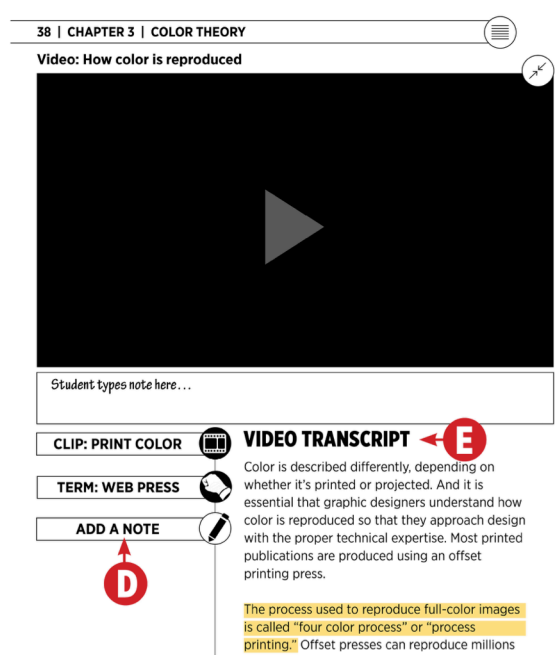 38 | CHAPTER 3 | COLOR THEORY
Video: How color is reproduced
Student types note here...
CLIP: PRINT COLOR
TERM: WEB PRESS
ADD A NOTE
D
VIDEO TRANSCRIPT
E
Color is described differently, depending on
whether it's printed or projected. And it is
essential that graphic designers understand how
color is reproduced so that they approach design
with the proper technical expertise. Most printed
publications are produced using an offset
printing press.
The process used to reproduce full-color images
is called “four color process” or “process
printing.” Offset presses can reproduce millions